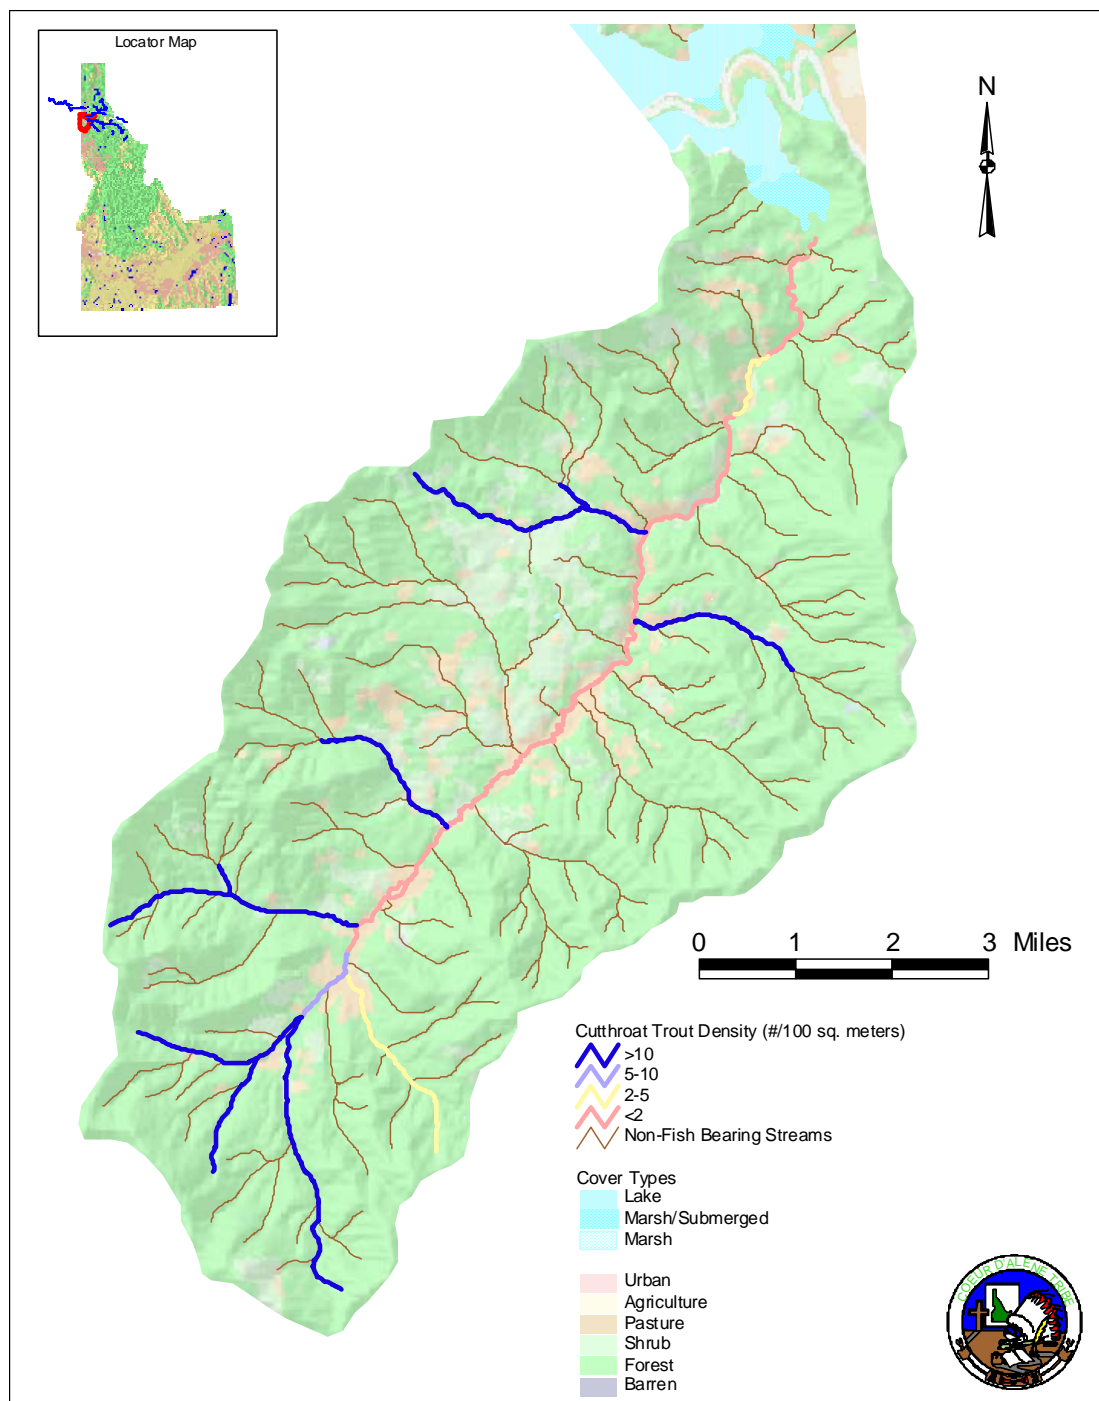 Locator Map
N
0 1 2 3 Miles
Cutthroat Trout Density (#/100 sq. meters)
>10
5-10
2-5
<2
Non-Fish Bearing Streams
Cover Types
Lake
Marsh/Submerged
Marsh
Urban
Agriculture
Pasture
Shrub
Forest
Barren
COEUR D'ALENE TRIBE